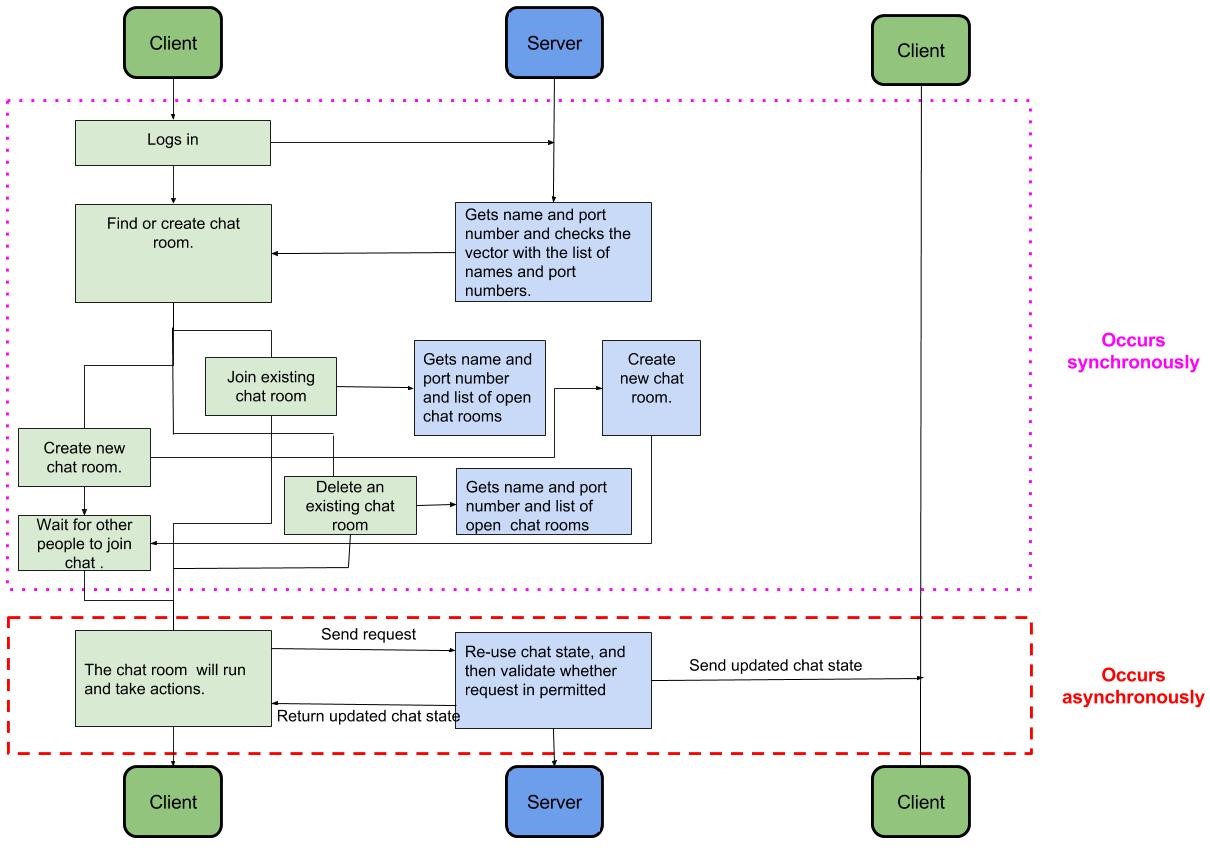 Client
Server
Client
Logs in
Find or create chat
room.
Gets name and port
number and checks the
vector with the list of
names and port
numbers.
Occurs
synchronously
Join existing
chat room
Gets name and
port number
and list of open
chat rooms
Create
new chat
room.
Create new
chat room.
Delete an
existing chat
room
Gets name and port
number and list of
open  chat rooms
Wait for other
people to join
chat .
Send request
The chat room  will run
and take actions.
Re-use chat state, and
then validate whether
request in permitted
Send updated chat state
Return updated chat state
Occurs
asynchronously
Client
Server
Client